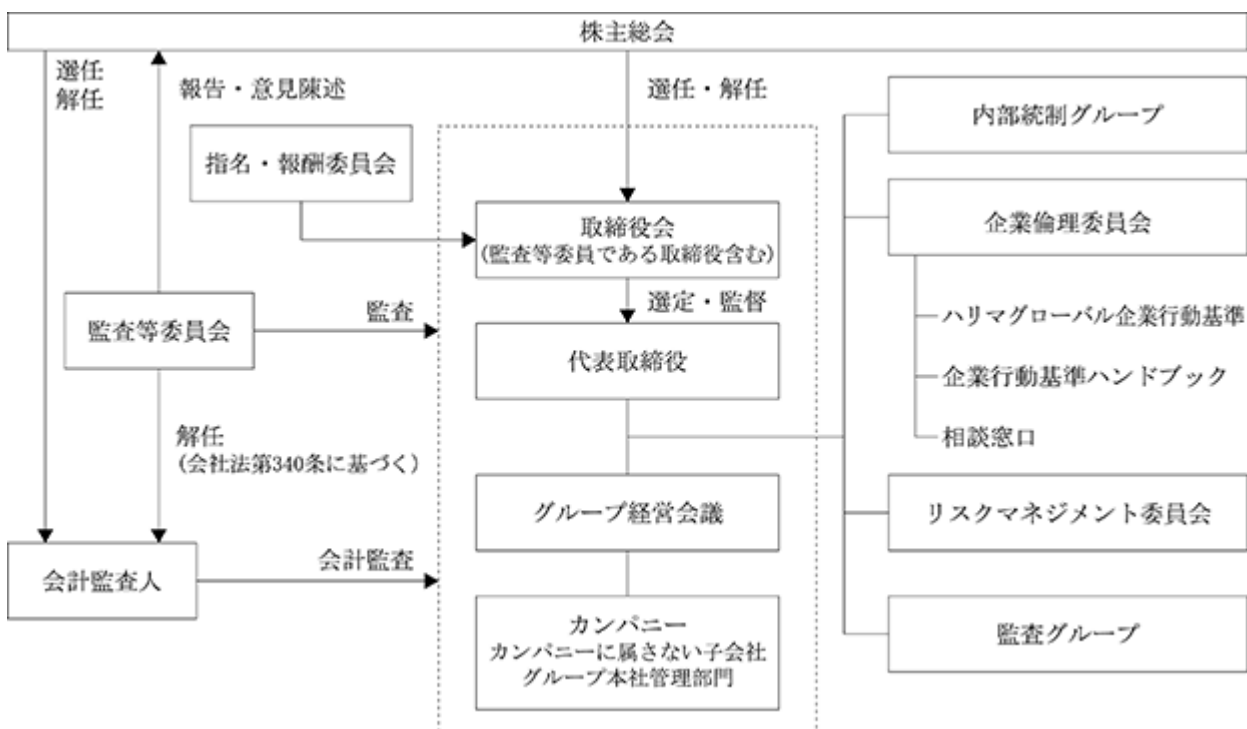 株主総会
選任
解任
報告・意見陳述
選任・解任
内部統制グループ
指名・報酬委員会
企業倫理委員会
取締役会
(監査等委員である取締役含む)
選定・監督
監査等委員会
監査
ハリマグローバル企業行動基準
代表取締役
企業行動基準ハンドブック
解任
(会社法第340条に基づく)
相談窓口
グループ経営会議
リスクマネジメント委員会
会計監査人
会計監査
カンパニー
カンパニーに属さない子会社
グループ本社管理部門
監査グループ